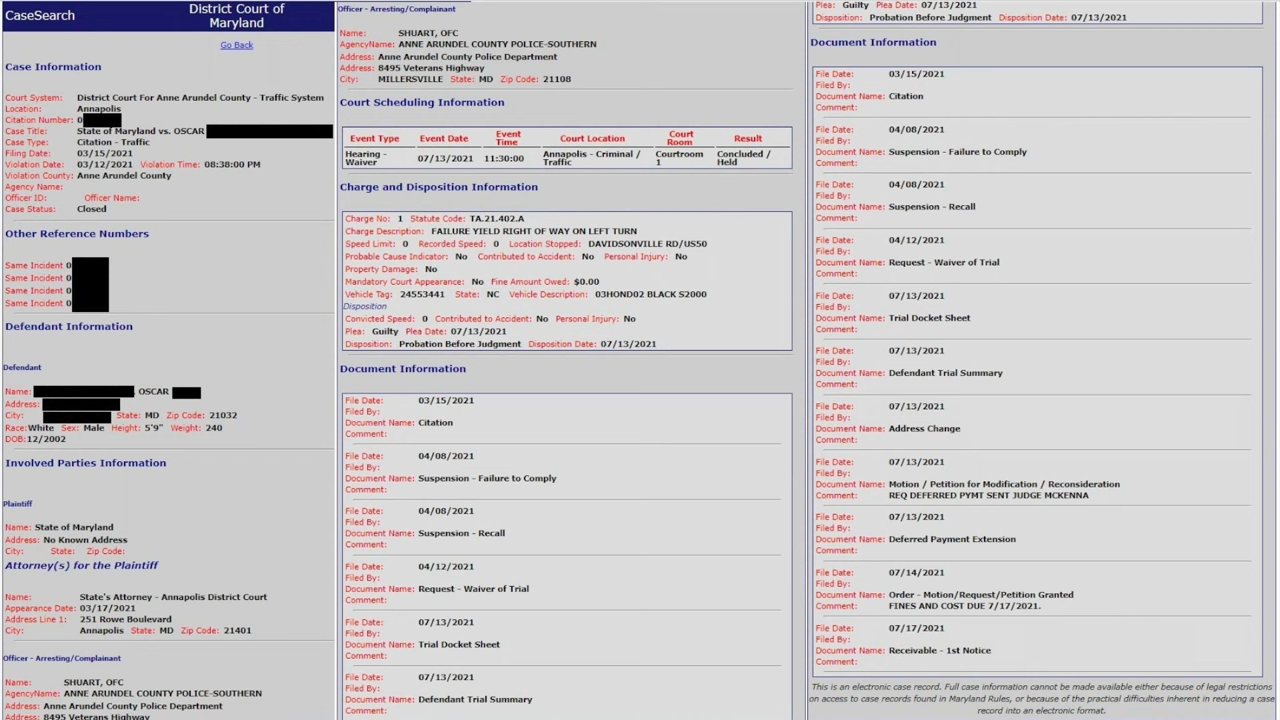 CaseSearch
District Court of
Maryland
Go Back
Case Information
Court System: District Court For Anne Arundel County - Traffic System
Location: Annapolis
Citation Number: 0
Case Title: State of Maryland vs. OSCAR
Case Type: Citation - Traffic
Filing Date: 03/15/2021
Violation Date: 03/12/2021 Violation Time: 08:38:00 PM
Violation County: Anne Arundel County
Agency Name:
Officer ID: Officer Name:
Case Status: Closed
Other Reference Numbers
Same Incident 0
Same Incident 0
Same Incident 0
Same Incident 0
Defendant Information
Defendant
Name: OSCAR
Address:
City: State: MD Zip Code: 21032
Race: White Sex: Male Height: 5'9" Weight: 240
DOB: 12/2002
Involved Parties Information
Plaintiff
Name: State of Maryland
Address: No Known Address
City: State: Zip Code:
Attorney(s) for the Plaintiff
Name: State's Attorney - Annapolis District Court
Appearance Date: 03/17/2021
Address Line 1: 251 Rowe Boulevard
City: Annapolis State: MD Zip Code: 21401
Officer - Arresting/Complainant
Name: SHUART, OFC
AgencyName: ANNE ARUNDEL COUNTY POLICE-SOUTHERN
Address: Anne Arundel County Police Department
Address: 8495 Veterans Highway
Officer - Arresting/Complainant
Name: SHUART, OFC
AgencyName: ANNE ARUNDEL COUNTY POLICE-SOUTHERN
Address: Anne Arundel County Police Department
Address: 8495 Veterans Highway
City: MILLERSVILLE State: MD Zip Code: 21108
Court Scheduling Information
Event Type Event Date Event Time Court Location Court Room Result
Hearing - Waiver 07/13/2021 11:30:00 Annapolis - Criminal / Traffic Courtroom 1 Concluded / Held
Charge and Disposition Information
Charge No: 1 Statute Code: TA.21.402.A
Charge Description: FAILURE YIELD RIGHT OF WAY ON LEFT TURN
Speed Limit: 0 Recorded Speed: 0 Location Stopped: DAVIDSONVILLE RD/US50
Probable Cause Indicator: No Contributed to Accident: No Personal Injury: No
Property Damage: No
Mandatory Court Appearance: No Fine Amount Owed: $0.00
Vehicle Tag: 24553441 State: NC Vehicle Description: 03HOND02 BLACK S2000
Disposition
Convicted Speed: 0 Contributed to Accident: No Personal Injury: No
Plea: Guilty Plea Date: 07/13/2021
Disposition: Probation Before Judgment Disposition Date: 07/13/2021
Document Information
File Date: 03/15/2021
Filed By:
Document Name: Citation
Comment:
File Date: 04/08/2021
Filed By:
Document Name: Suspension - Failure to Comply
Comment:
File Date: 04/08/2021
Filed By:
Document Name: Suspension - Recall
Comment:
File Date: 04/12/2021
Filed By:
Document Name: Request - Waiver of Trial
Comment:
File Date: 07/13/2021
Filed By:
Document Name: Trial Docket Sheet
Comment:
File Date: 07/13/2021
Filed By:
Document Name: Defendant Trial Summary
Comment:
Plea: Guilty Plea Date: 07/13/2021
Disposition: Probation Before Judgment Disposition Date: 07/13/2021
Document Information
File Date: 03/15/2021
Filed By:
Document Name: Citation
Comment:
File Date: 04/08/2021
Filed By:
Document Name: Suspension - Failure to Comply
Comment:
File Date: 04/08/2021
Filed By:
Document Name: Suspension - Recall
Comment:
File Date: 04/12/2021
Filed By:
Document Name: Request - Waiver of Trial
Comment:
File Date: 07/13/2021
Filed By:
Document Name: Trial Docket Sheet
Comment:
File Date: 07/13/2021
Filed By:
Document Name: Defendant Trial Summary
Comment:
File Date: 07/13/2021
Filed By:
Document Name: Address Change
Comment:
File Date: 07/13/2021
Filed By:
Document Name: Motion / Petition for Modification / Reconsideration
Comment: REQ DEFERRED PYMT SENT JUDGE MCKENNA
File Date: 07/13/2021
Filed By:
Document Name: Deferred Payment Extension
Comment:
File Date: 07/14/2021
Filed By:
Document Name: Order - Motion/Request/Petition Granted
Comment: FINES AND COST DUE 7/17/2021.
File Date: 07/17/2021
Filed By:
Document Name: Receivable - 1st Notice
Comment:
This is an electronic case record. Full case information cannot be made available either because of legal restrictions
on access to case records found in Maryland Rules, or because of the practical difficulties inherent in reducing a case
record into an electronic format.